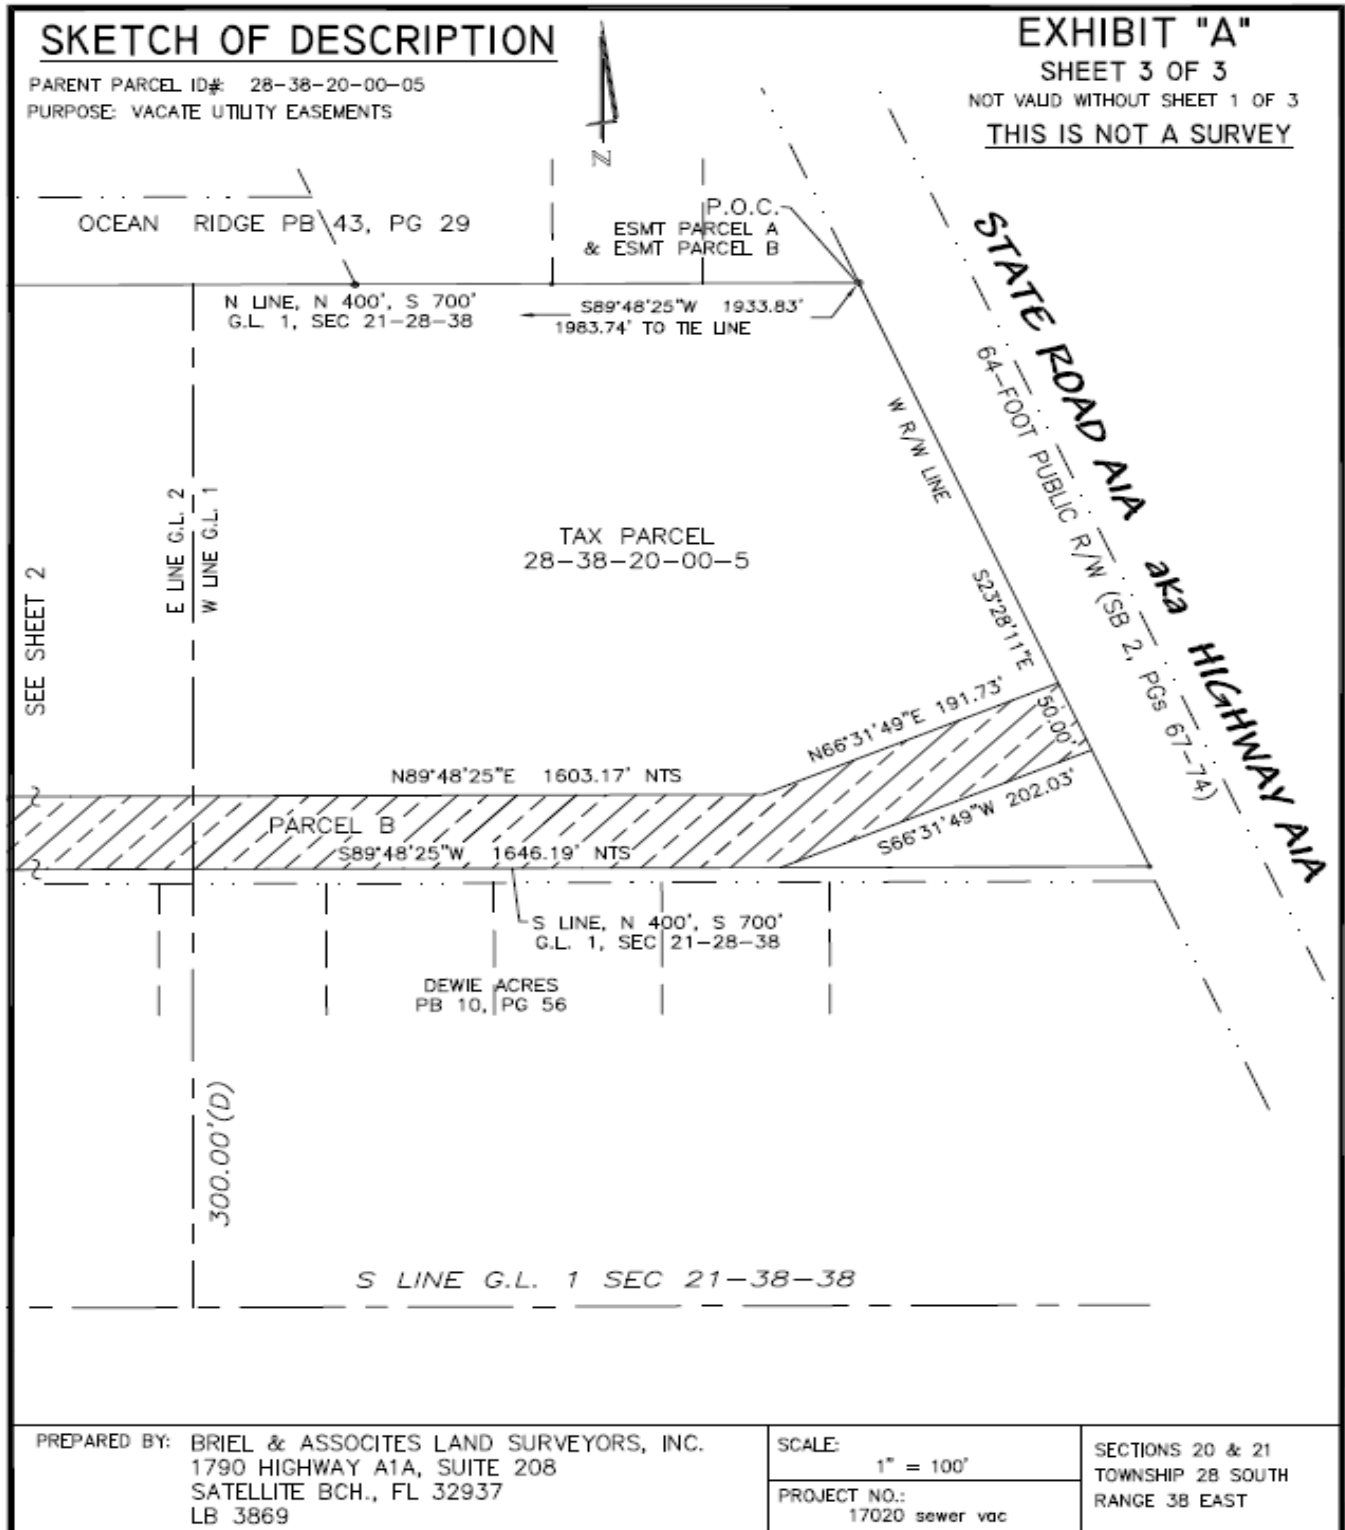 SKETCH OF DESCRIPTION
PARENT PARCEL ID#: 28-38-20-00-05
PURPOSE: VACATE UTILITY EASEMENTS
EXHIBIT "A"
SHEET 3 OF 3
NOT VALID WITHOUT SHEET 1 OF 3
THIS IS NOT A SURVEY
N
OCEAN RIDGE PB 43, PG 29
P.O.C.
ESMT PARCEL A
& ESMT PARCEL B
N LINE, N 400', S 700'
G.L. 1, SEC 21-28-38
S89°48'25"W 1933.83'
1983.74' TO TIE LINE
STATE ROAD A1A aka HIGHWAY A1A
64-FOOT PUBLIC R/W (SB 2, PGs 67-74)
W R/W LINE
S23°28'11"E
E LINE G.L. 2
W LINE G.L. 1
TAX PARCEL
28-38-20-00-5
SEE SHEET 2
N66°31'49"E 191.73'
50.00'
N89°48'25"E 1603.17' NTS
PARCEL B
S89°48'25"W 1646.19' NTS
S66°31'49"W 202.03'
S LINE, N 400', S 700'
G.L. 1, SEC 21-28-38
DEWIE ACRES
PB 10, PG 56
300.00'(D)
S LINE G.L. 1 SEC 21-38-38
PREPARED BY: BRIEL & ASSOCITES LAND SURVEYORS, INC.
1790 HIGHWAY A1A, SUITE 208
SATELLITE BCH., FL 32937
LB 3869
SCALE:
1" = 100'
PROJECT NO.:
17020 sewer vac
SECTIONS 20 & 21
TOWNSHIP 28 SOUTH
RANGE 38 EAST